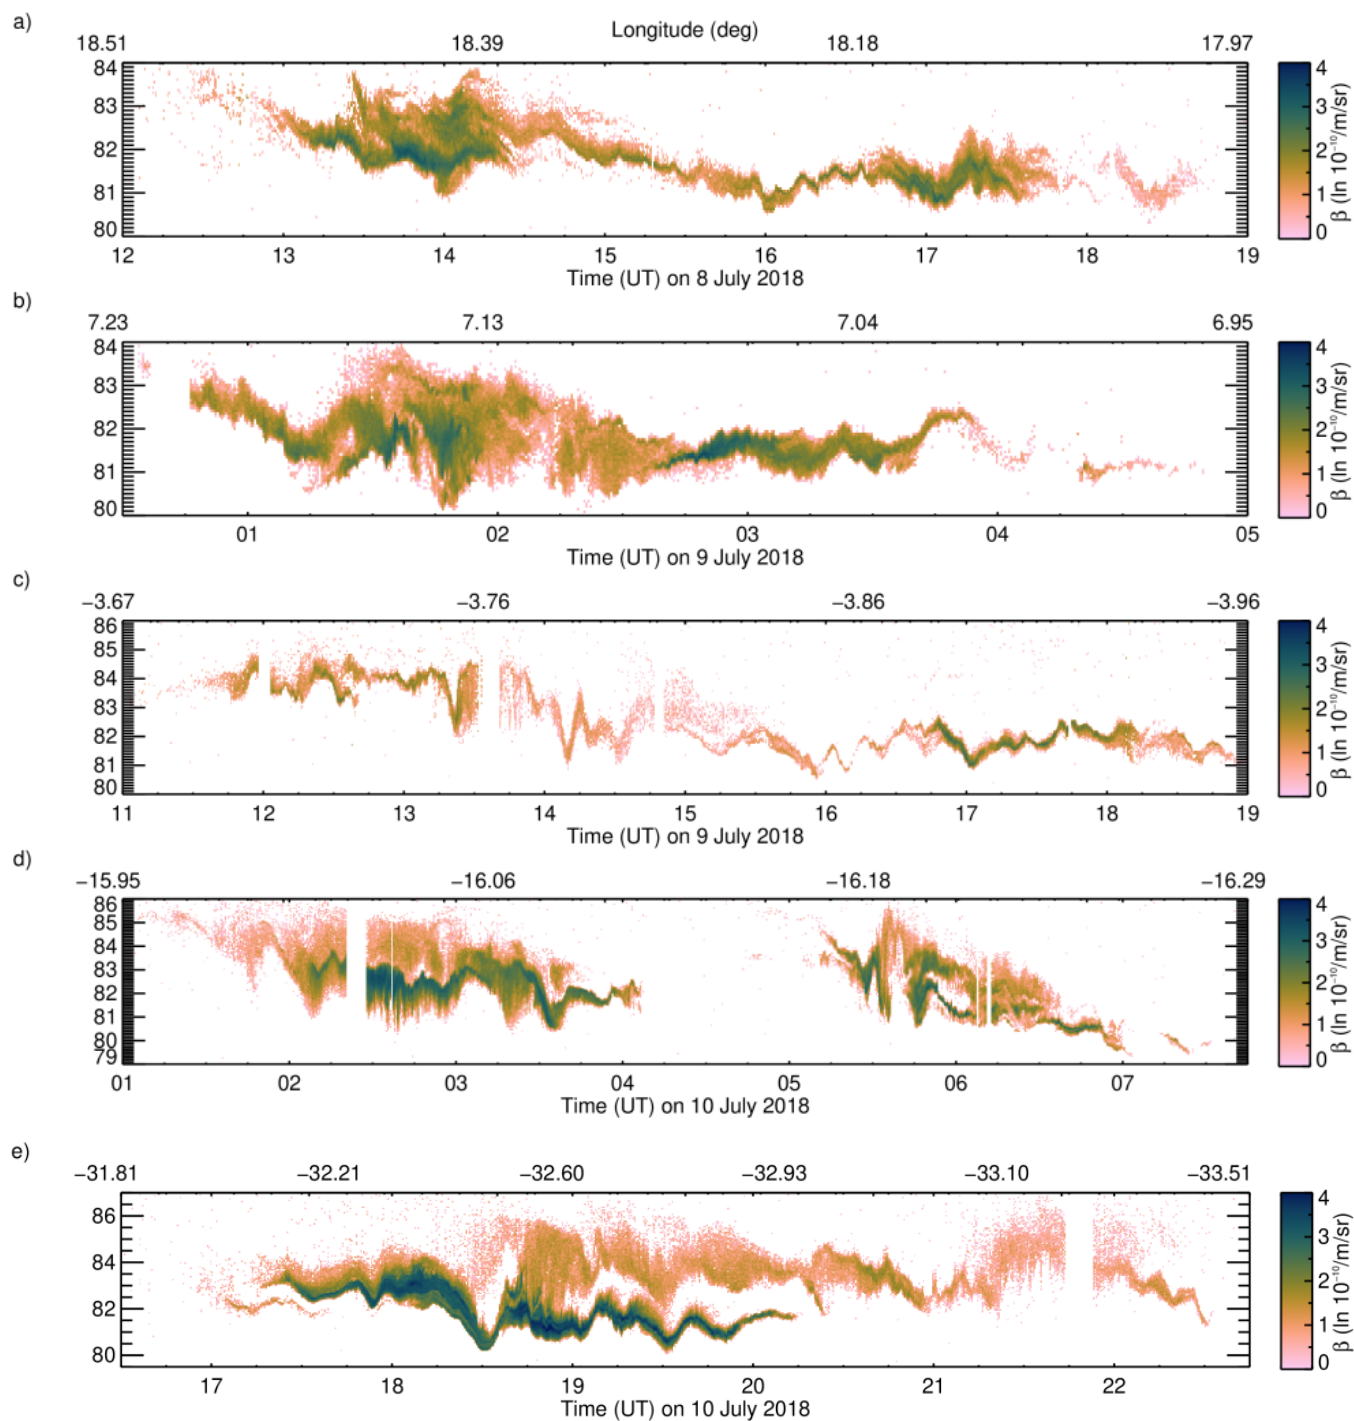 a)
Longitude (deg)
18.51 18.39 18.18 17.97
84
83
82
81
80
12 13 14 15 16 17 18 19
Time (UT) on 8 July 2018
4
3
2
1
0
β (ln 10⁻¹⁰/m/sr)
b)
7.23 7.13 7.04 6.95
84
83
82
81
80
01 02 03 04 05
Time (UT) on 9 July 2018
4
3
2
1
0
β (ln 10⁻¹⁰/m/sr)
c)
−3.67 −3.76 −3.86 −3.96
86
85
84
83
82
81
80
11 12 13 14 15 16 17 18 19
Time (UT) on 9 July 2018
4
3
2
1
0
β (ln 10⁻¹⁰/m/sr)
d)
−15.95 −16.06 −16.18 −16.29
86
85
84
83
82
81
80
79
01 02 03 04 05 06 07
Time (UT) on 10 July 2018
4
3
2
1
0
β (ln 10⁻¹⁰/m/sr)
e)
−31.81 −32.21 −32.60 −32.93 −33.10 −33.51
86
84
82
80
17 18 19 20 21 22
Time (UT) on 10 July 2018
4
3
2
1
0
β (ln 10⁻¹⁰/m/sr)